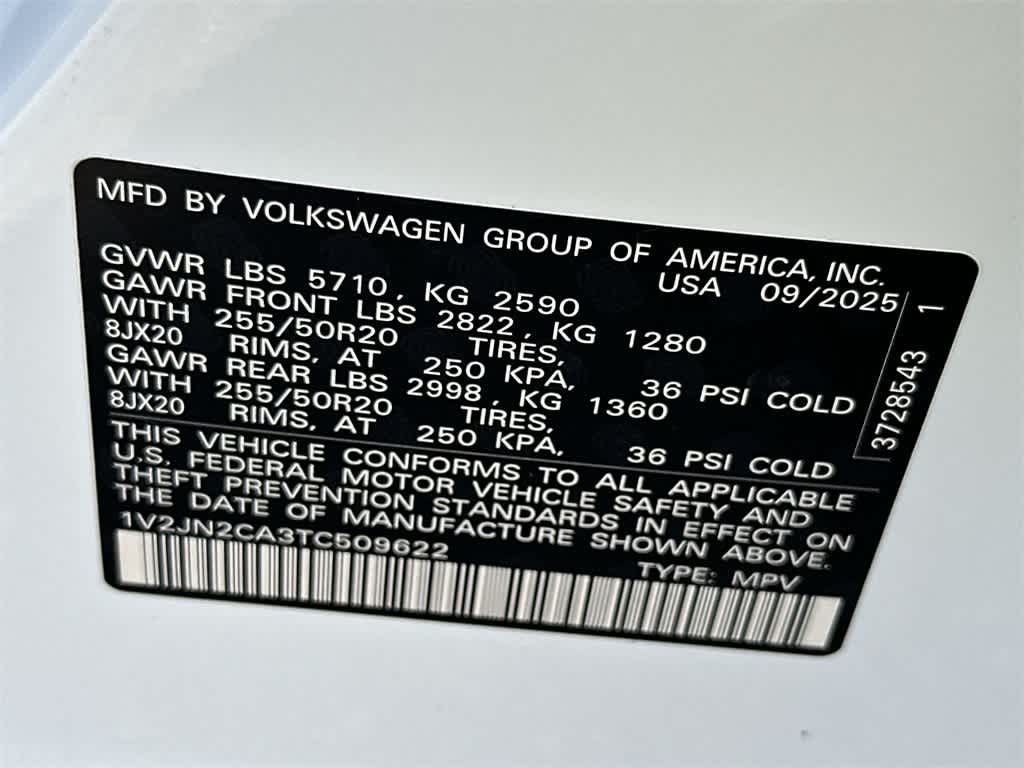 MFD BY VOLKSWAGEN GROUP OF AMERICA, INC.
USA 09/2025
GVWR LBS 5710, KG 2590
GAWR FRONT LBS 2822, KG 1280
WITH 255/50R20 TIRES,
8JX20 RIMS, AT 250 KPA, 36 PSI COLD
GAWR REAR LBS 2998, KG 1360
WITH 255/50R20 TIRES,
8JX20 RIMS, AT 250 KPA, 36 PSI COLD
THIS VEHICLE CONFORMS TO ALL APPLICABLE
U.S. FEDERAL MOTOR VEHICLE SAFETY AND
THEFT PREVENTION STANDARDS IN EFFECT ON
THE DATE OF MANUFACTURE SHOWN ABOVE.
1V2JN2CA3TC509622
TYPE: MPV
3728543 1